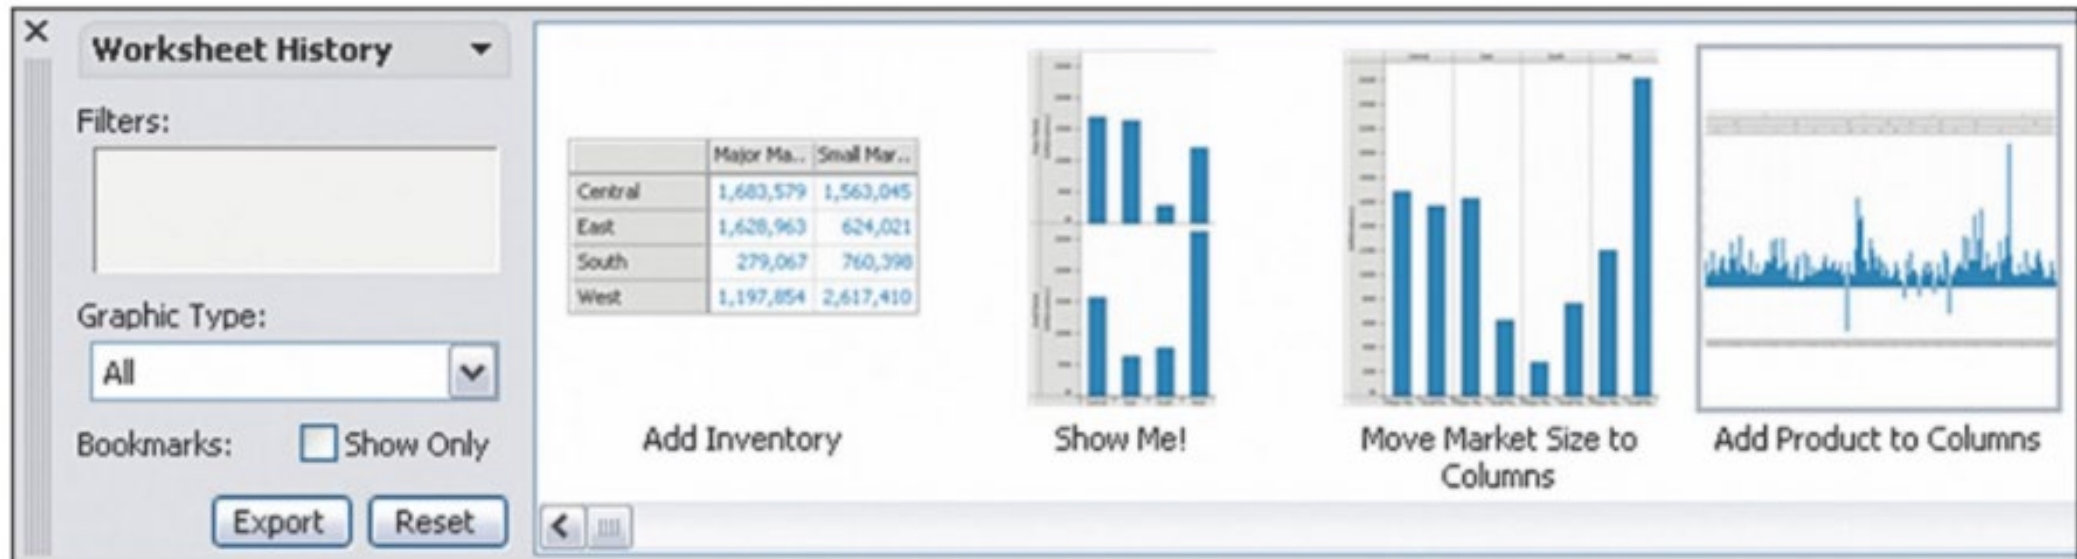 Worksheet History
Filters:
Graphic Type:
All
Bookmarks: Show Only
Export Reset
Major Ma.. Small Mar..
Central 1,683,579 1,563,045
East 1,628,963 624,021
South 279,067 760,398
West 1,197,854 2,617,410
Add Inventory
Show Me!
Move Market Size to
Columns
Add Product to Columns